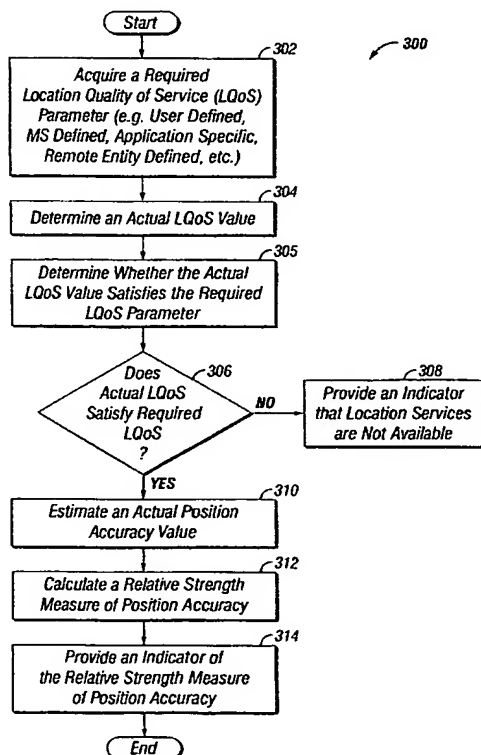 Start
300
302
Acquire a Required
Location Quality of Service (LQoS)
Parameter (e.g. User Defined,
MS Defined, Application Specific,
Remote Entity Defined, etc.)
304
Determine an Actual LQoS Value
305
Determine Whether the Actual
LQoS Value Satisfies the Required
LQoS Parameter
306
Does
Actual LQoS
Satisfy Required
LQoS
?
NO
308
Provide an Indicator
that Location Services
are Not Available
YES
310
Estimate an Actual Position
Accuracy Value
312
Calculate a Relative Strength
Measure of Position Accuracy
314
Provide an Indicator of
the Relative Strength Measure
of Position Accuracy
End